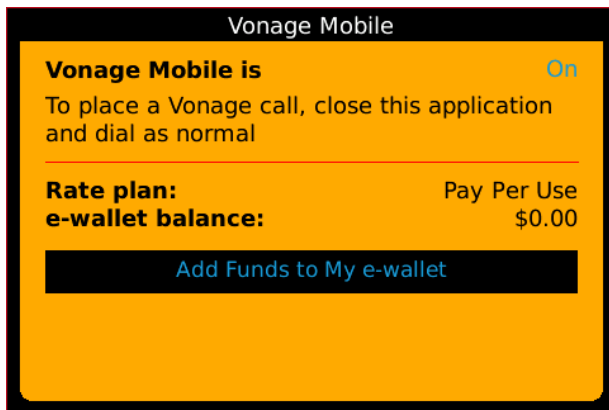 Vonage Mobile
Vonage Mobile is On
To place a Vonage call, close this application
and dial as normal
Rate plan: Pay Per Use
e-wallet balance: $0.00
Add Funds to My e-wallet